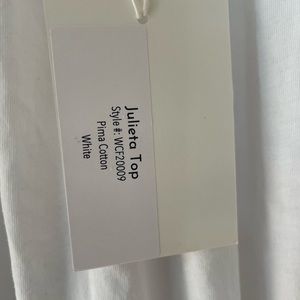 Julieta Top
Style #: WCF20009
Pima Cotton
White